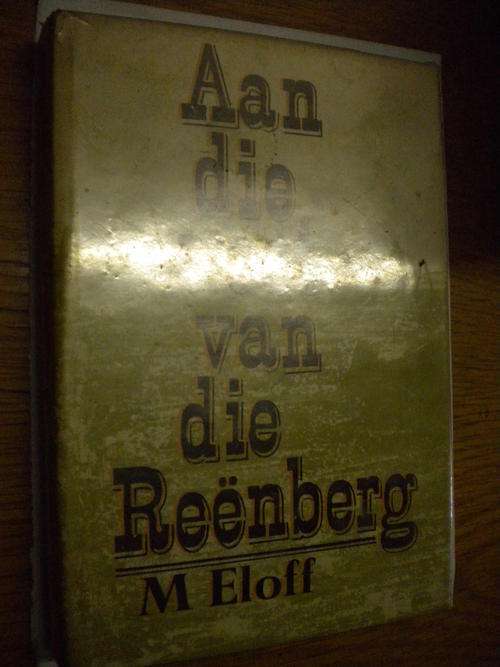 Aan
die
van
die
Reënberg
M Eloff